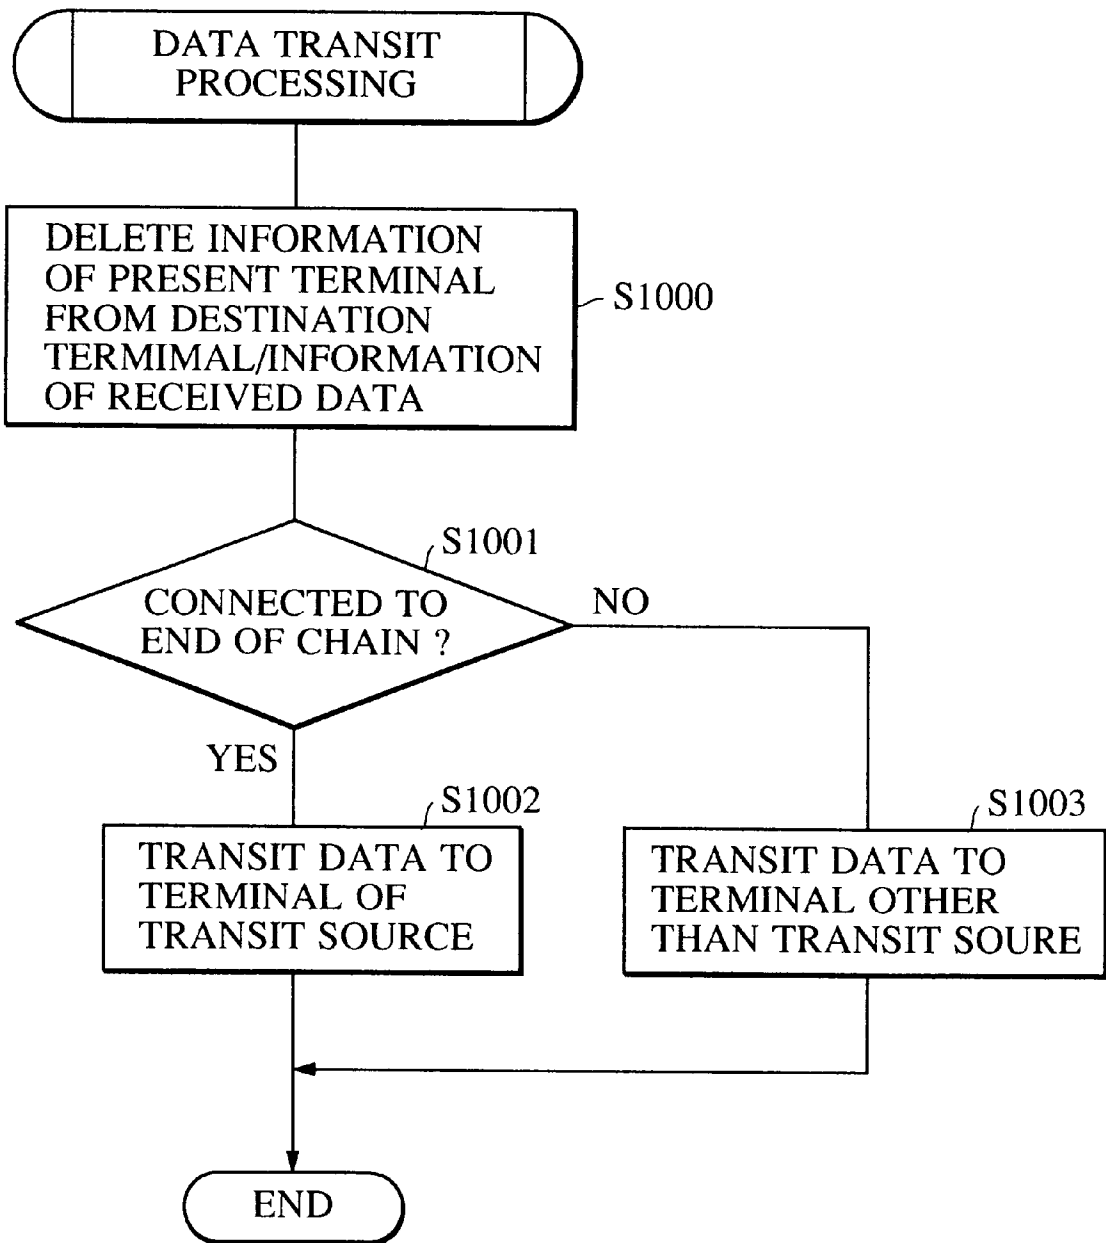 DATA TRANSIT
PROCESSING
DELETE INFORMATION
OF PRESENT TERMINAL
FROM DESTINATION
TERMIMAL/INFORMATION
OF RECEIVED DATA
S1000
S1001
CONNECTED TO
END OF CHAIN ?
NO
YES
S1002
TRANSIT DATA TO
TERMINAL OF
TRANSIT SOURCE
S1003
TRANSIT DATA TO
TERMINAL OTHER
THAN TRANSIT SOURE
END